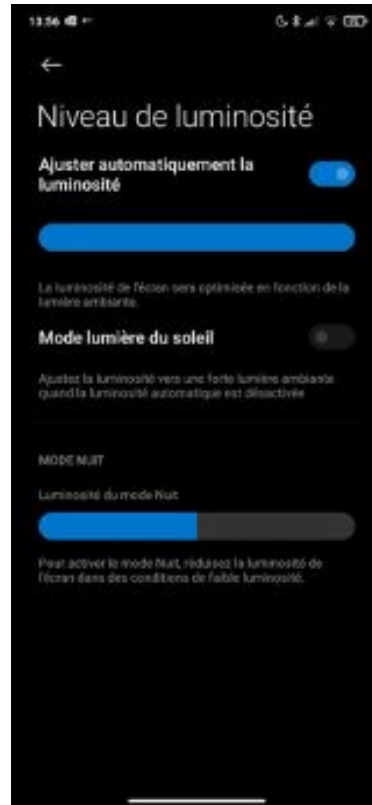 13:56
Niveau de luminosité
Ajuster automatiquement la
luminosité
La luminosité de l'écran sera optimisée en fonction de la
lumière ambiante.
Mode lumière du soleil
Ajustez la luminosité vers une forte lumière ambiante
quand la luminosité automatique est désactivée
MODE NUIT
Luminosité du mode Nuit
Pour activer le mode Nuit, réduisez la luminosité de
l'écran dans des conditions de faible luminosité.